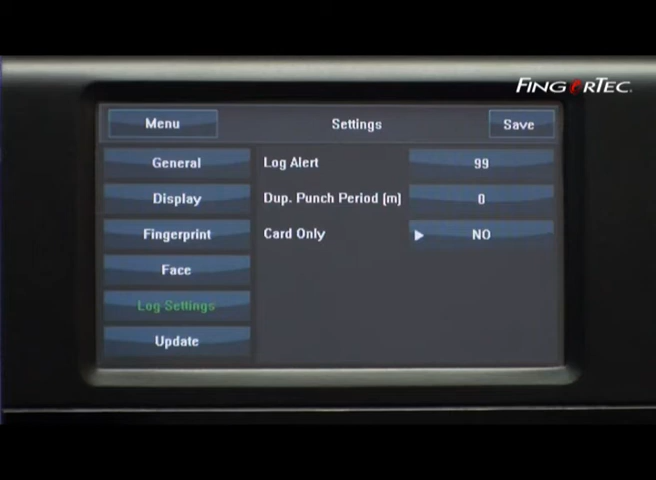 FINGERTEC.
Menu
Settings
Save
General
Log Alert
99
Display
Dup. Punch Period (m)
0
Fingerprint
Card Only
NO
Face
Log Settings
Update